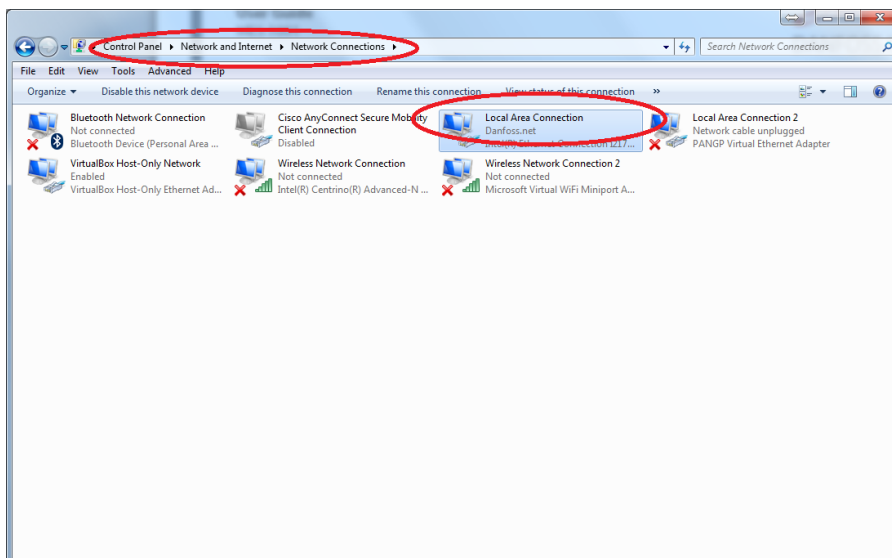 Control Panel ▸ Network and Internet ▸ Network Connections ▸
Search Network Connections
File Edit View Tools Advanced Help
Organize ▾ Disable this network device Diagnose this connection Rename this connection View status of this connection »
Bluetooth Network Connection
Not connected
Bluetooth Device (Personal Area ...
Cisco AnyConnect Secure Mobility
Client Connection
Disabled
Local Area Connection
Danfoss.net
Intel(R) Ethernet Connection I217...
Local Area Connection 2
Network cable unplugged
PANGP Virtual Ethernet Adapter
VirtualBox Host-Only Network
Enabled
VirtualBox Host-Only Ethernet Ad...
Wireless Network Connection
Not connected
Intel(R) Centrino(R) Advanced-N ...
Wireless Network Connection 2
Not connected
Microsoft Virtual WiFi Miniport A...